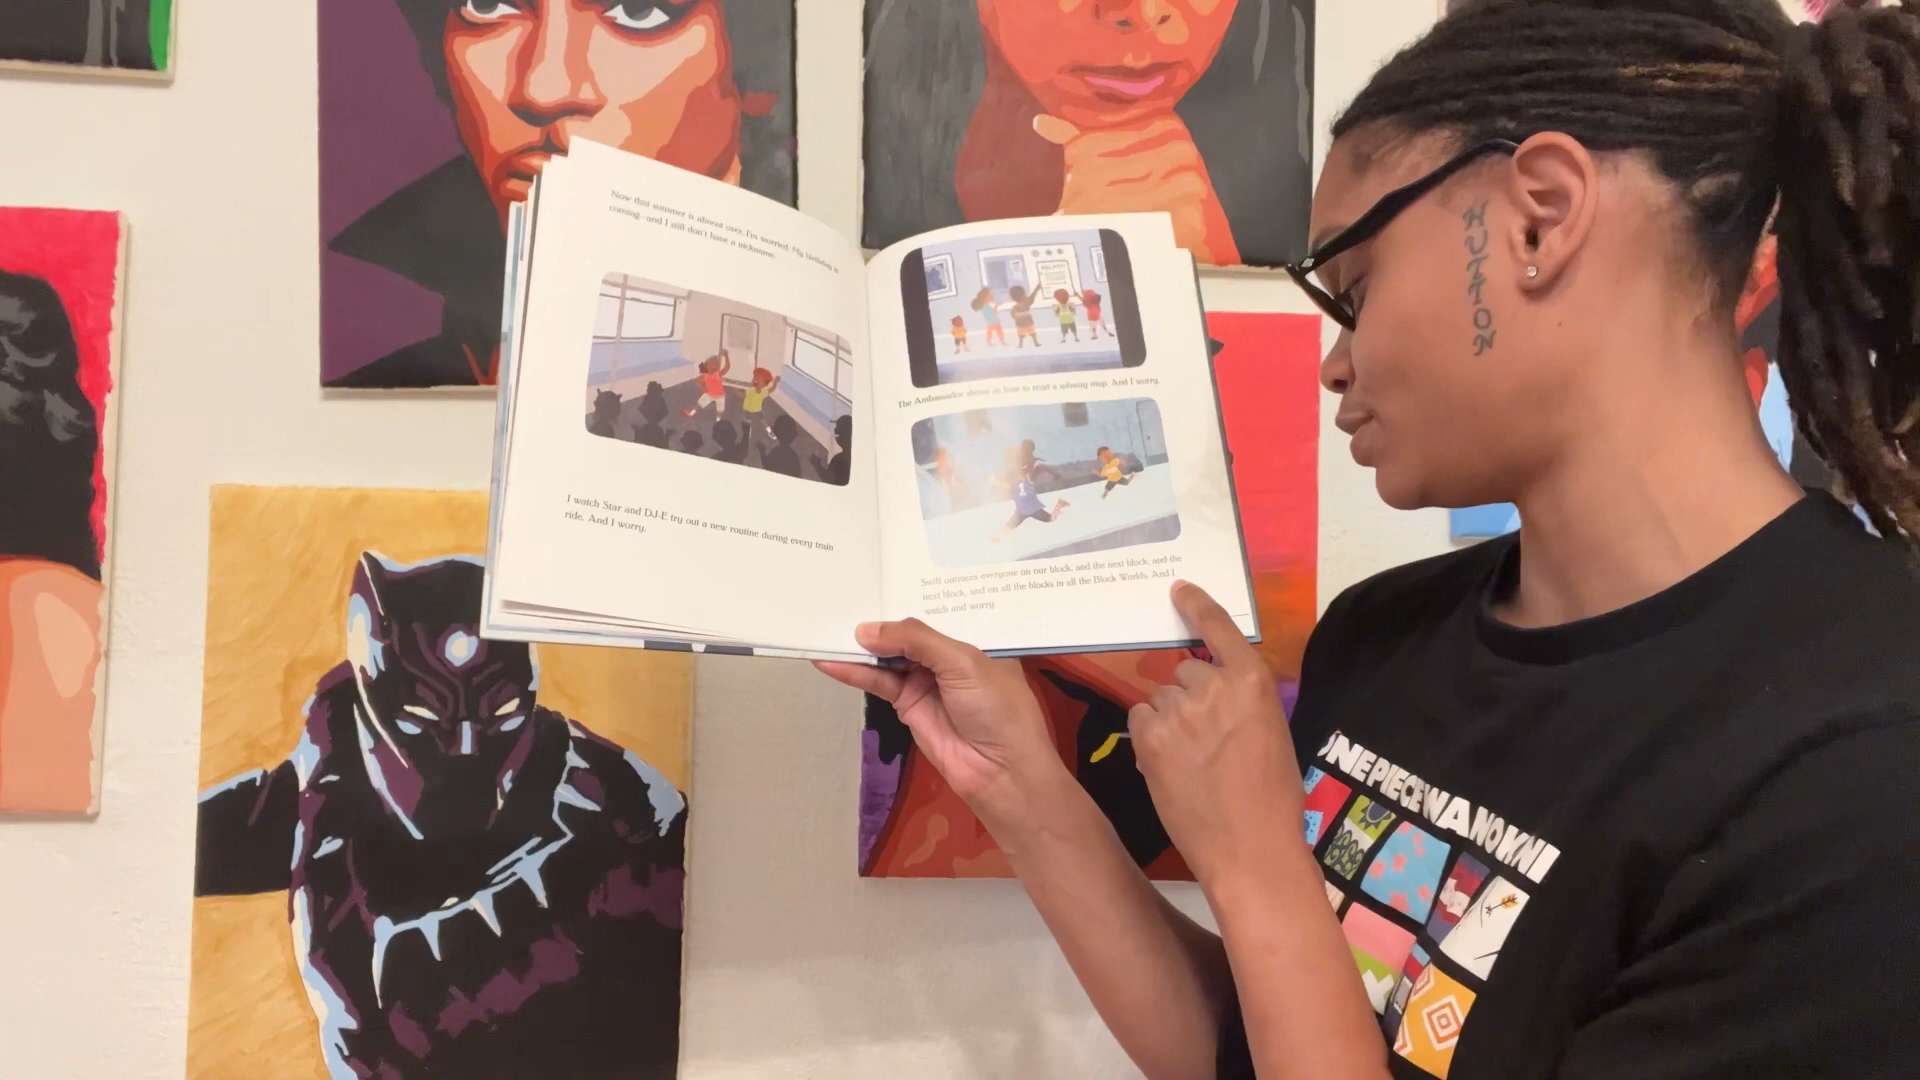 Now that summer is almost over, I'm worried. My birthday is
coming—and I still don't have a nickname.
I watch Star and DJ-E try out a new routine during every train
ride. And I worry.
The Ambassador shows us how to read a subway map. And I worry.
1
Swift outraces everyone on our block, and the next block, and the
next block, and on all the blocks in all the Block Worlds. And I
watch and worry.
HUTTON
ONEPIECEWANOKNI